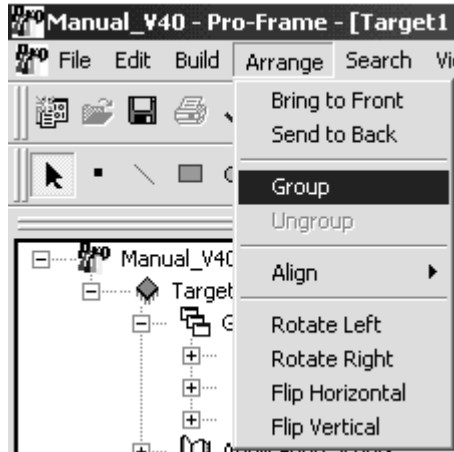 Manual_V40 - Pro-Frame - [Target1
File Edit Build Arrange Search Vi
Bring to Front
Send to Back
Group
Ungroup
Align
Rotate Left
Rotate Right
Flip Horizontal
Flip Vertical
Manual_V40
Target
G